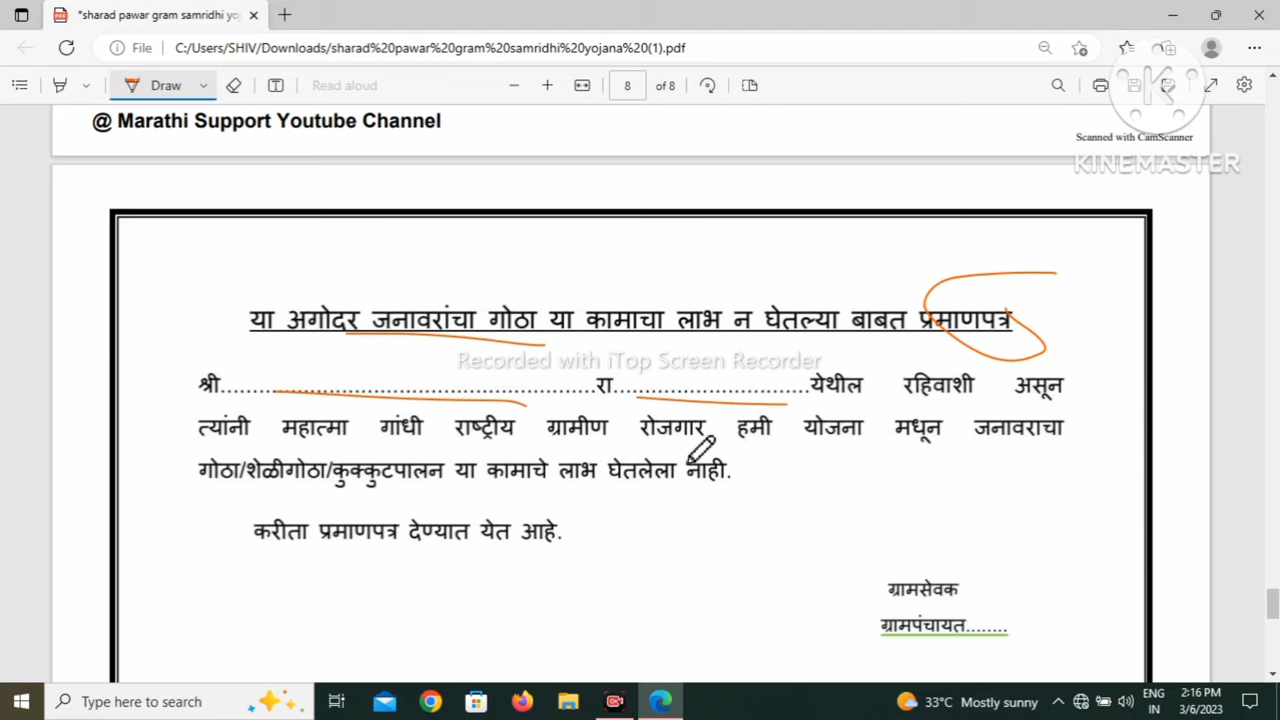 *sharad pawar gram samridhi yoj
File C:/Users/SHIV/Downloads/sharad%20pawar%20gram%20samridhi%20yojana%20(1).pdf
Draw Read aloud 8 of 8
@ Marathi Support Youtube Channel
Scanned with CamScanner
KINEMASTER
या अगोदर जनावरांचा गोठा या कामाचा लाभ न घेतल्या बाबत प्रमाणपत्र
Recorded with iTop Screen Recorder
श्री..................................................रा..........................येथील रहिवाशी असून
त्यांनी महात्मा गांधी राष्ट्रीय ग्रामीण रोजगार हमी योजना मधून जनावराचा
गोठा/शेळीगोठा/कुक्कुटपालन या कामाचे लाभ घेतलेला नाही.
करीता प्रमाणपत्र देण्यात येत आहे.
ग्रामसेवक
ग्रामपंचायत........
Type here to search 33°C Mostly sunny ENG 2:16 PM
IN 3/6/2023